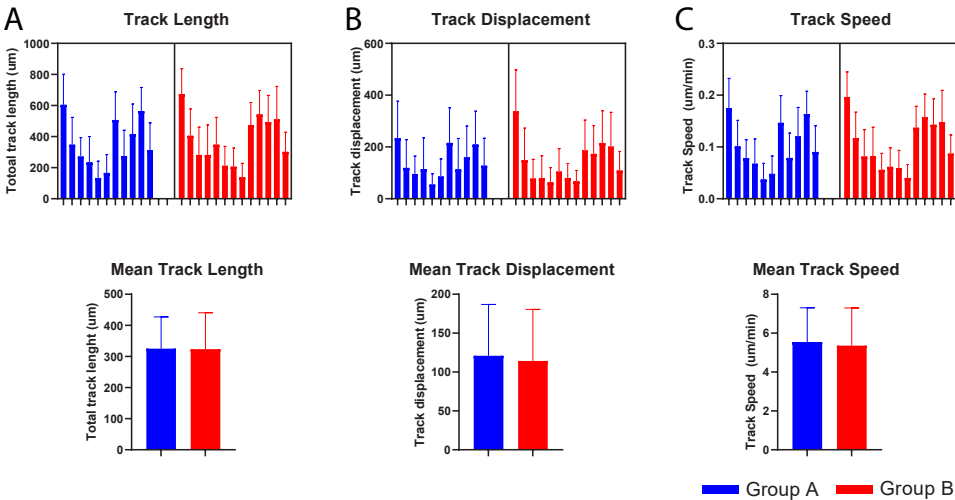 A
Track Length
Tototal track length (um)
1000
800
600
400
200
0
B
Track Displacement
Track displacement (um)
600
400
200
0
C
Track Speed
Track Speed (um/min)
0.3
0.2
0.1
0.0
Mean Track Length
Total track lenght (um)
500
400
300
200
100
0
Mean Track Displacement
Track displacement (um)
200
150
100
50
0
Mean Track Speed
Track Speed (um/min)
8
6
4
2
0
Group A
Group B